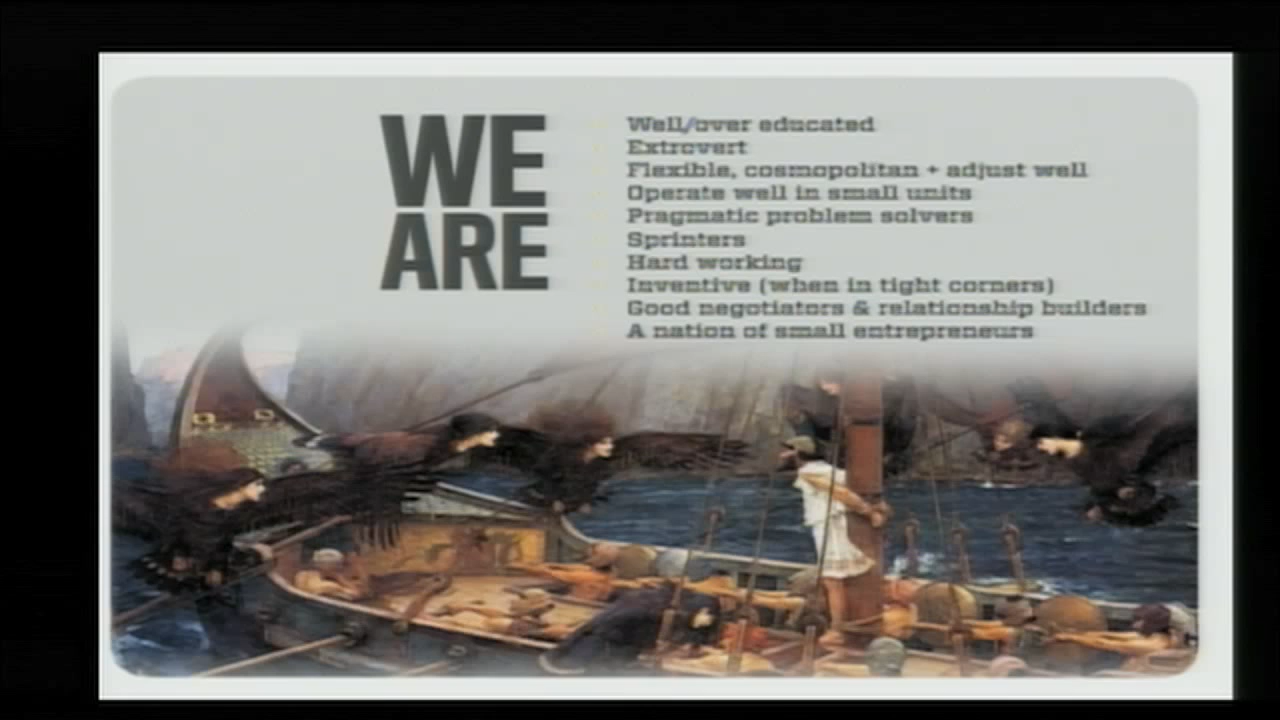 WE
ARE
Well/over educated
Extrovert
Flexible, cosmopolitan + adjust well
Operate well in small units
Pragmatic problem solvers
Sprinters
Hard working
Inventive (when in tight corners)
Good negotiators & relationship builders
A nation of small entrepreneurs